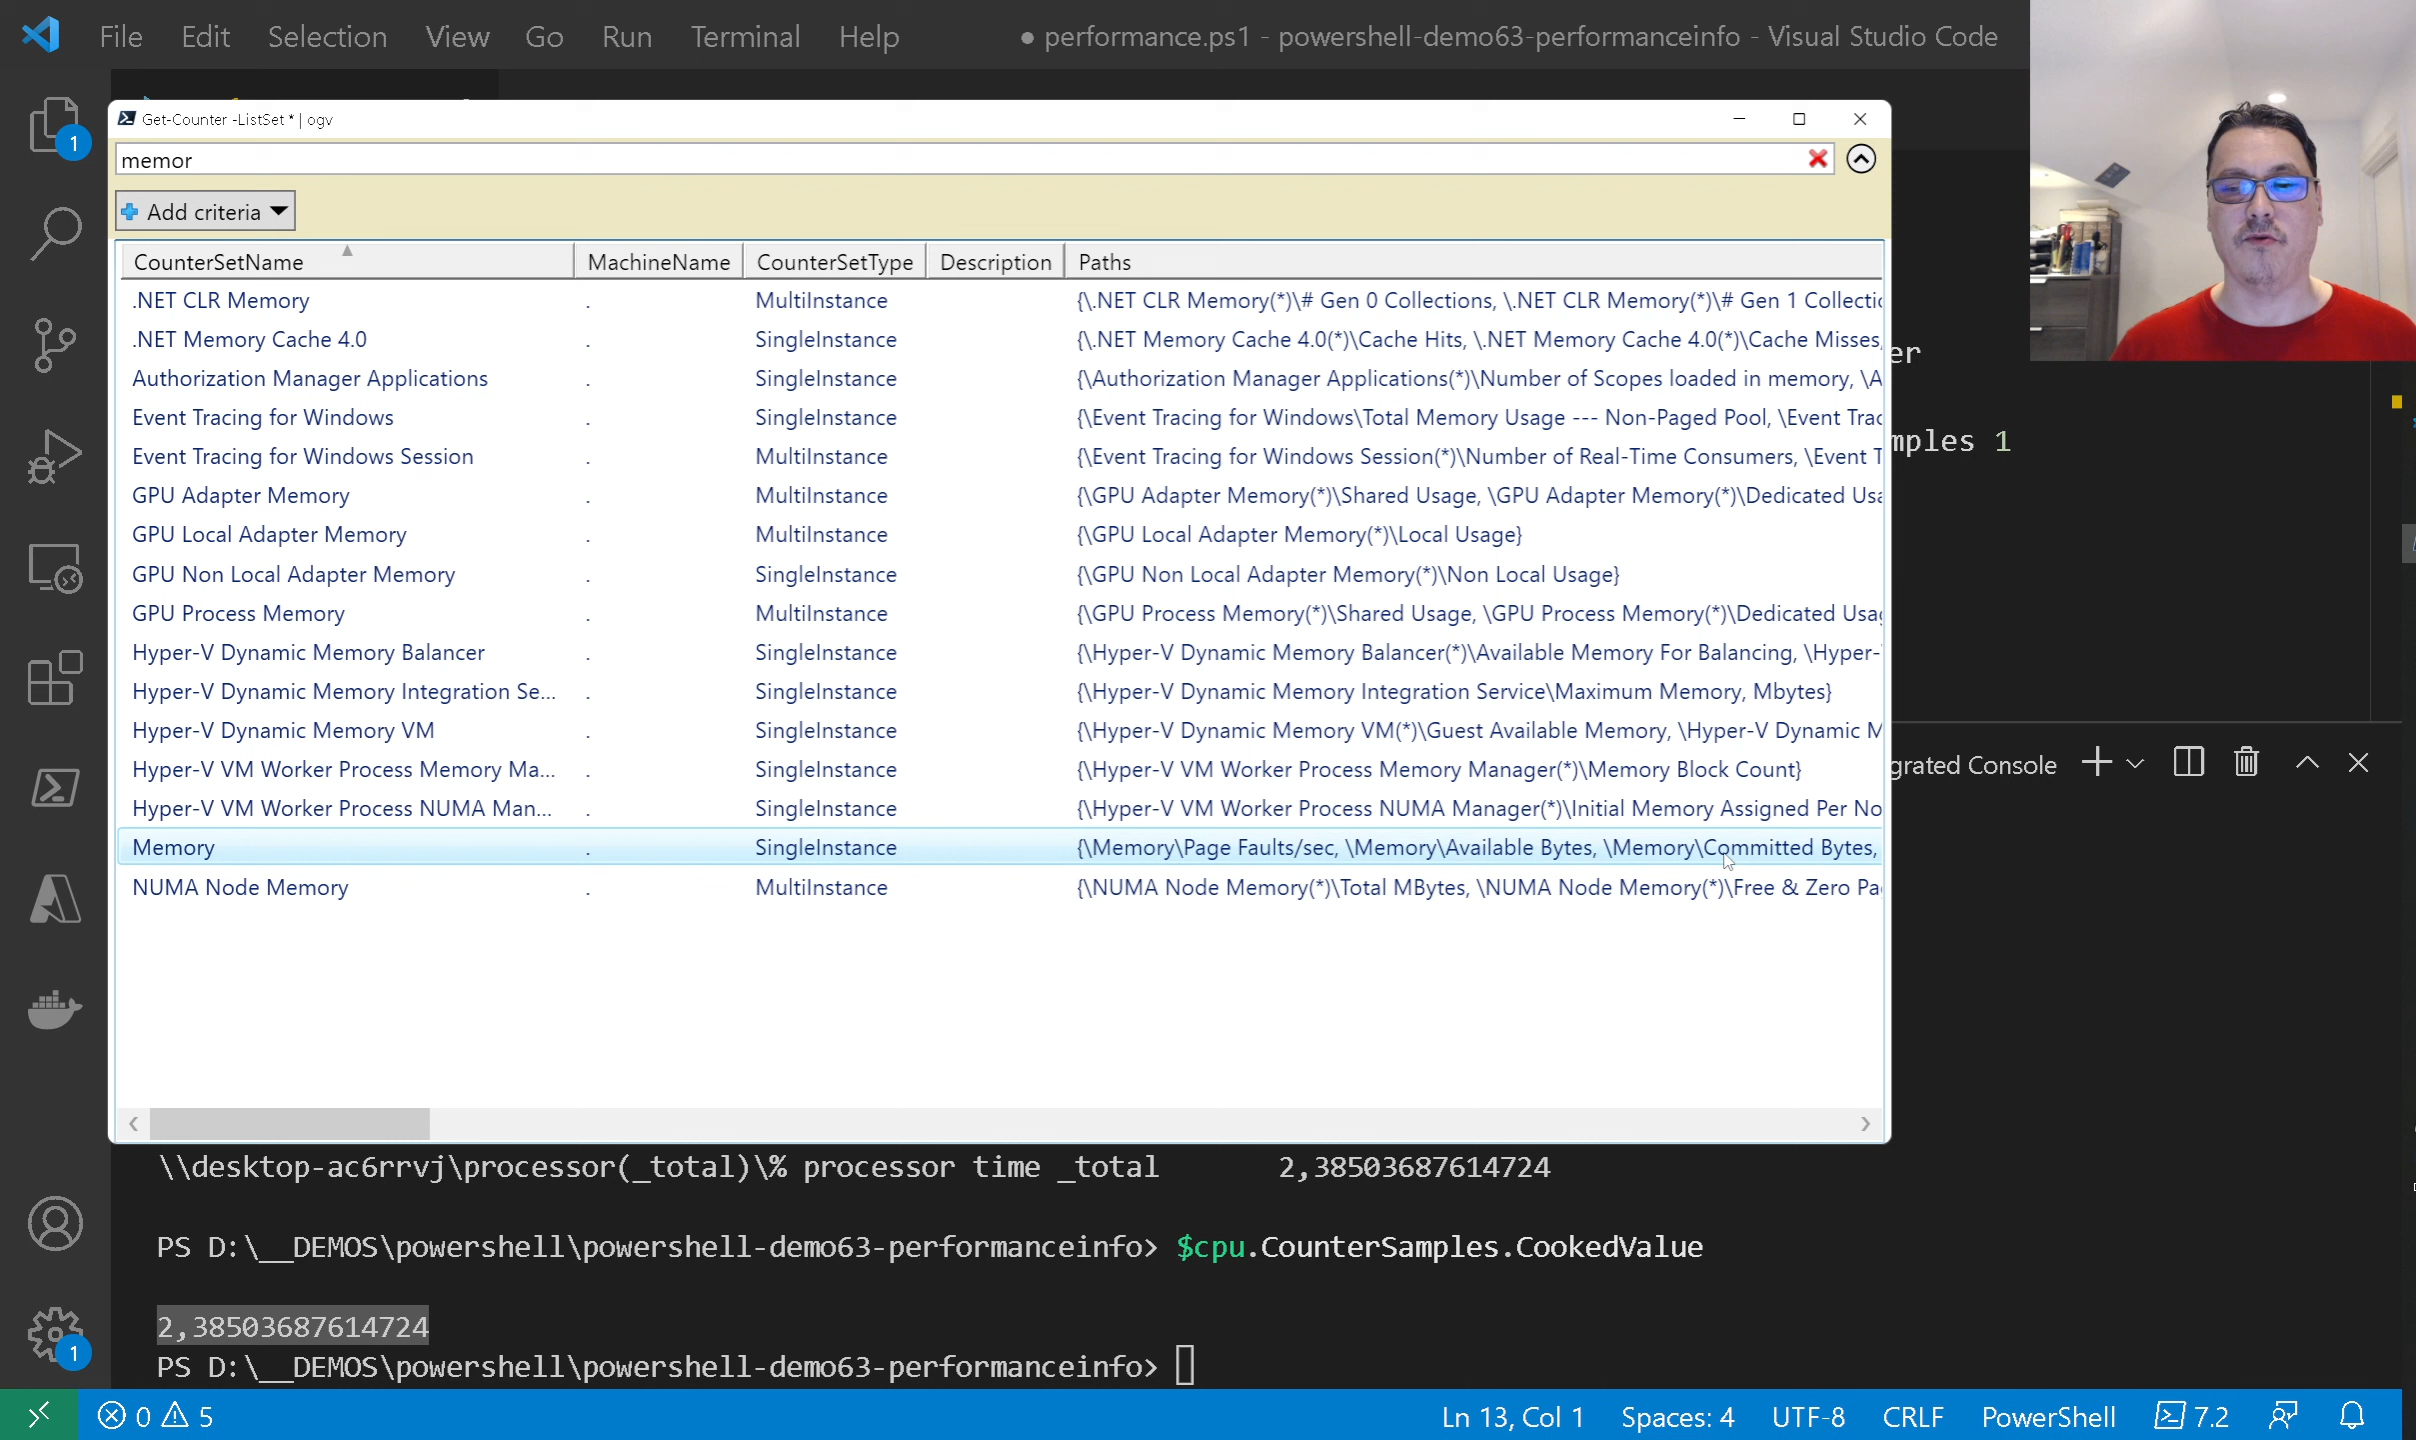 File Edit Selection View Go Run Terminal Help ● performance.ps1 - powershell-demo63-performanceinfo - Visual Studio Code
1
Get-Counter -ListSet * | ogv
memor
Add criteria
CounterSetName MachineName CounterSetType Description Paths
.NET CLR Memory . MultiInstance {\.NET CLR Memory(*)\# Gen 0 Collections, \.NET CLR Memory(*)\# Gen 1 Collectic
.NET Memory Cache 4.0 . SingleInstance {\.NET Memory Cache 4.0(*)\Cache Hits, \.NET Memory Cache 4.0(*)\Cache Misses,
er
Authorization Manager Applications . SingleInstance {\Authorization Manager Applications(*)\Number of Scopes loaded in memory, \A
Event Tracing for Windows . SingleInstance {\Event Tracing for Windows\Total Memory Usage --- Non-Paged Pool, \Event Trac
mples 1
Event Tracing for Windows Session . MultiInstance {\Event Tracing for Windows Session(*)\Number of Real-Time Consumers, \Event T
GPU Adapter Memory . MultiInstance {\GPU Adapter Memory(*)\Shared Usage, \GPU Adapter Memory(*)\Dedicated Usa
GPU Local Adapter Memory . MultiInstance {\GPU Local Adapter Memory(*)\Local Usage}
GPU Non Local Adapter Memory . SingleInstance {\GPU Non Local Adapter Memory(*)\Non Local Usage}
GPU Process Memory . MultiInstance {\GPU Process Memory(*)\Shared Usage, \GPU Process Memory(*)\Dedicated Usag
Hyper-V Dynamic Memory Balancer . SingleInstance {\Hyper-V Dynamic Memory Balancer(*)\Available Memory For Balancing, \Hyper-
Hyper-V Dynamic Memory Integration Se... . SingleInstance {\Hyper-V Dynamic Memory Integration Service\Maximum Memory, Mbytes}
Hyper-V Dynamic Memory VM . SingleInstance {\Hyper-V Dynamic Memory VM(*)\Guest Available Memory, \Hyper-V Dynamic M
Hyper-V VM Worker Process Memory Ma... . SingleInstance {\Hyper-V VM Worker Process Memory Manager(*)\Memory Block Count}
grated Console
Hyper-V VM Worker Process NUMA Man... . SingleInstance {\Hyper-V VM Worker Process NUMA Manager(*)\Initial Memory Assigned Per No
Memory . SingleInstance {\Memory\Page Faults/sec, \Memory\Available Bytes, \Memory\Committed Bytes,
NUMA Node Memory . MultiInstance {\NUMA Node Memory(*)\Total MBytes, \NUMA Node Memory(*)\Free & Zero Pa
\\desktop-ac6rrvj\processor(_total)\% processor time _total 2,38503687614724
PS D:\__DEMOS\powershell\powershell-demo63-performanceinfo> $cpu.CounterSamples.CookedValue
2,38503687614724
1
PS D:\__DEMOS\powershell\powershell-demo63-performanceinfo>
0 5 Ln 13, Col 1 Spaces: 4 UTF-8 CRLF PowerShell 7.2